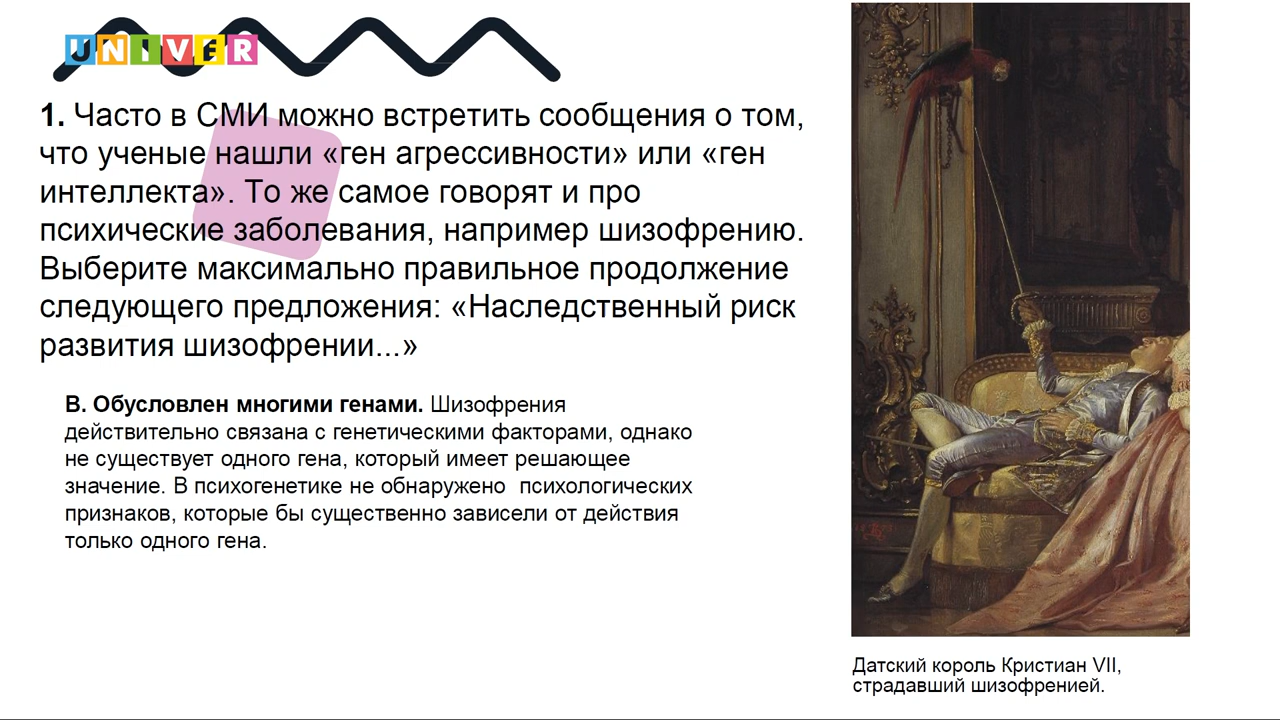 UNIVER
1. Часто в СМИ можно встретить сообщения о том,
что ученые нашли «ген агрессивности» или «ген
интеллекта». То же самое говорят и про
психические заболевания, например шизофрению.
Выберите максимально правильное продолжение
следующего предложения: «Наследственный риск
развития шизофрении...»
В. Обусловлен многими генами. Шизофрения
действительно связана с генетическими факторами, однако
не существует одного гена, который имеет решающее
значение. В психогенетике не обнаружено  психологических
признаков, которые бы существенно зависели от действия
только одного гена.
Датский король Кристиан VII,
страдавший шизофренией.